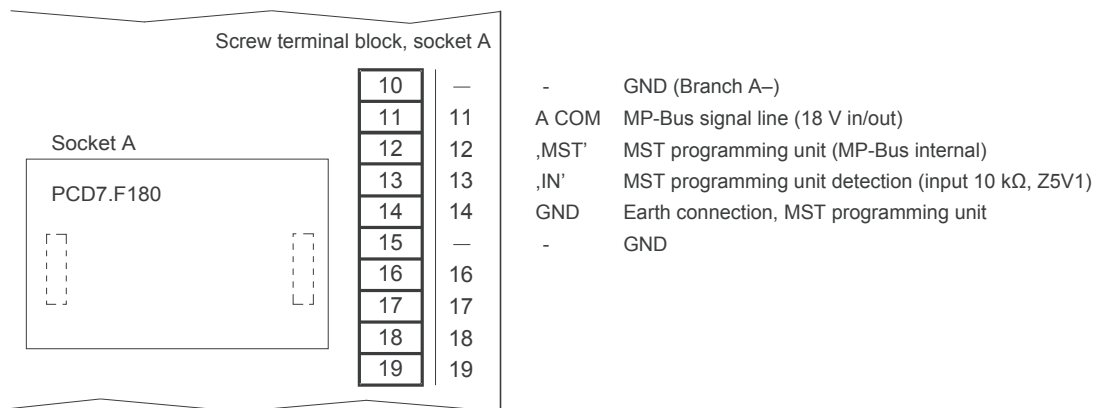 Screw terminal block, socket A
10 — - GND (Branch A–)
11 11 A COM MP-Bus signal line (18 V in/out)
Socket A
12 12 ‚MST’ MST programming unit (MP-Bus internal)
13 13 ‚IN’ MST programming unit detection (input 10 kΩ, Z5V1)
PCD7.F180
14 14 GND Earth connection, MST programming unit
15 — - GND
16 16
17 17
18 18
19 19